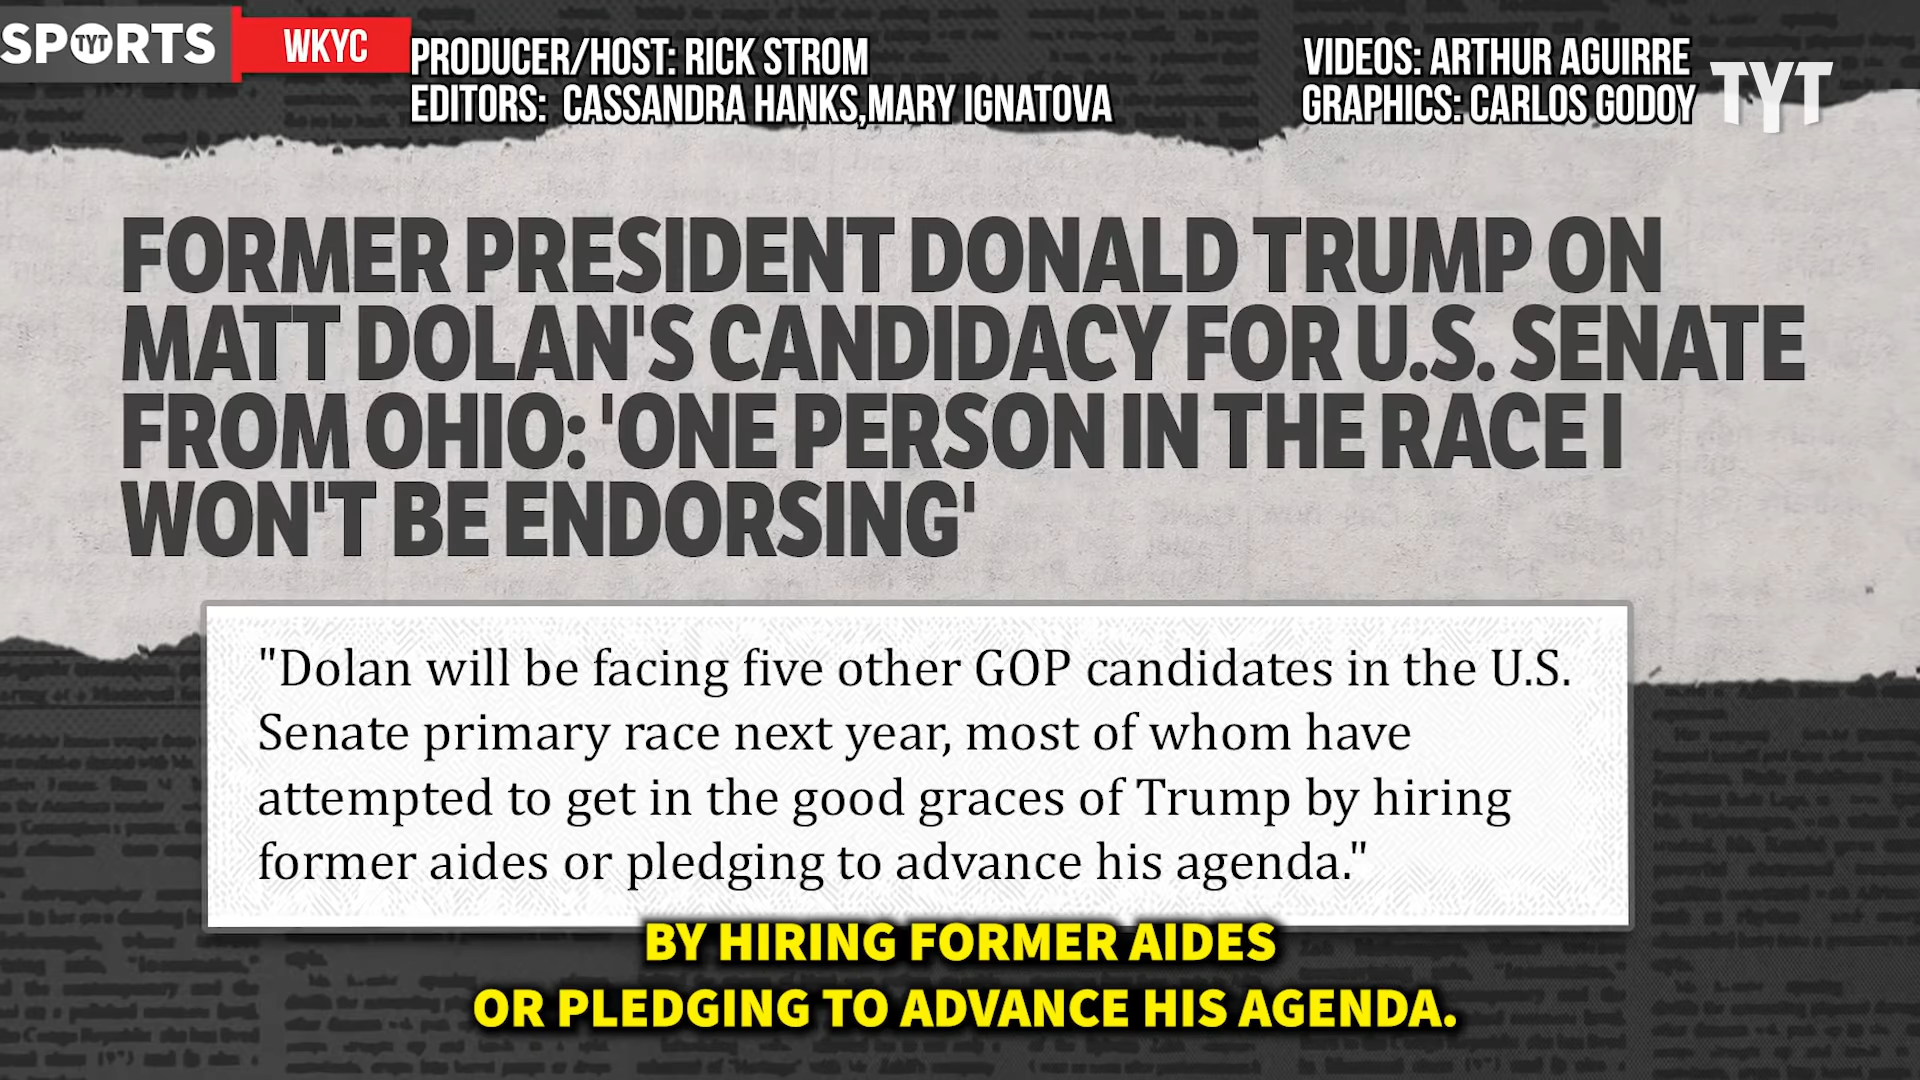 SPORTS
TYT
WKYC
PRODUCER/HOST: RICK STROM
EDITORS: CASSANDRA HANKS,MARY IGNATOVA
VIDEOS: ARTHUR AGUIRRE
GRAPHICS: CARLOS GODOY
TYT
FORMER PRESIDENT DONALD TRUMP ON
MATT DOLAN'S CANDIDACY FOR U.S. SENATE
FROM OHIO: 'ONE PERSON IN THE RACE I
WON'T BE ENDORSING'
"Dolan will be facing five other GOP candidates in the U.S.
Senate primary race next year, most of whom have
attempted to get in the good graces of Trump by hiring
former aides or pledging to advance his agenda."
BY HIRING FORMER AIDES
OR PLEDGING TO ADVANCE HIS AGENDA.